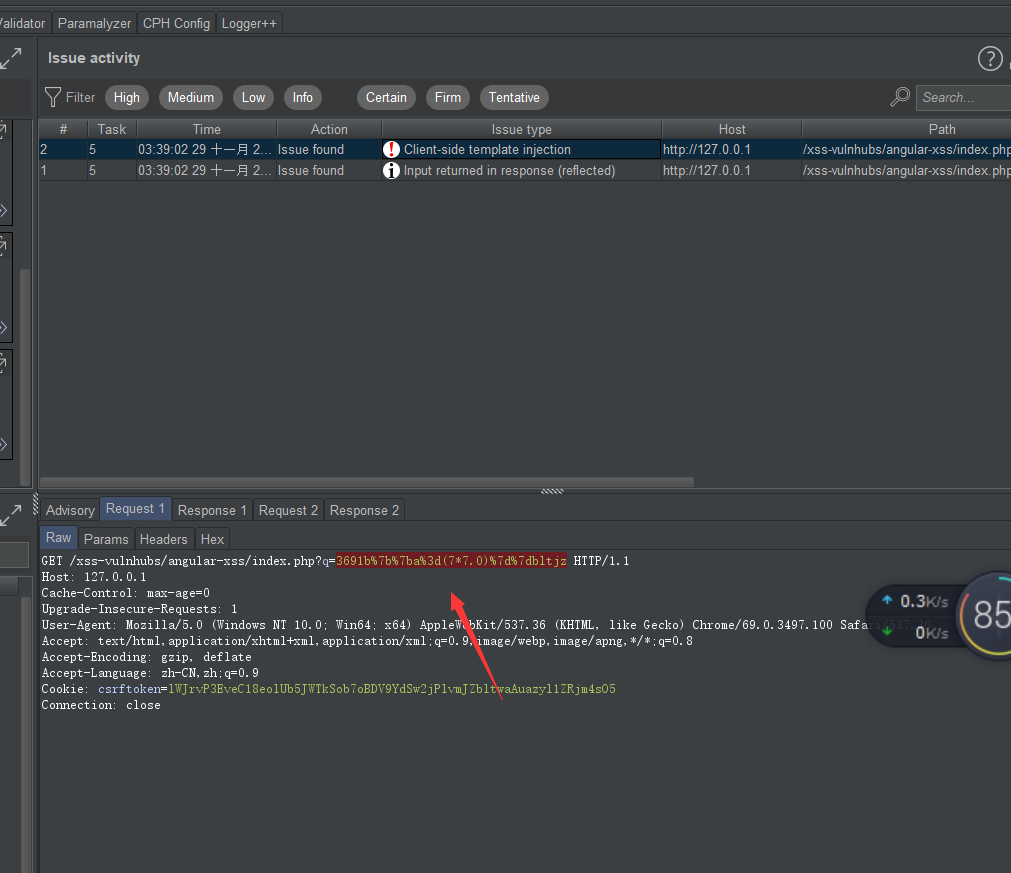 Validator Paramalyzer CPH Config Logger++
Issue activity ?
Filter High Medium Low Info Certain Firm Tentative Search...
# Task Time Action Issue type Host Path
2 5 03:39:02 29 十一月 2... Issue found Client-side template injection http://127.0.0.1 /xss-vulnhubs/angular-xss/index.php
1 5 03:39:02 29 十一月 2... Issue found Input returned in response (reflected) http://127.0.0.1 /xss-vulnhubs/angular-xss/index.php
Advisory Request 1 Response 1 Request 2 Response 2
Raw Params Headers Hex
GET /xss-vulnhubs/angular-xss/index.php?q=3691b%7b%7ba%3d(7*7.0)%7d%7dbltjz HTTP/1.1
Host: 127.0.0.1
Cache-Control: max-age=0
Upgrade-Insecure-Requests: 1
User-Agent: Mozilla/5.0 (Windows NT 10.0; Win64; x64) AppleWebKit/537.36 (KHTML, like Gecko) Chrome/69.0.3497.100 Safari/537.36
Accept: text/html,application/xhtml+xml,application/xml;q=0.9,image/webp,image/apng,*/*;q=0.8
Accept-Encoding: gzip, deflate
Accept-Language: zh-CN,zh;q=0.9
Cookie: csrftoken=
Connection: close
0.3K/s
0K/s
85